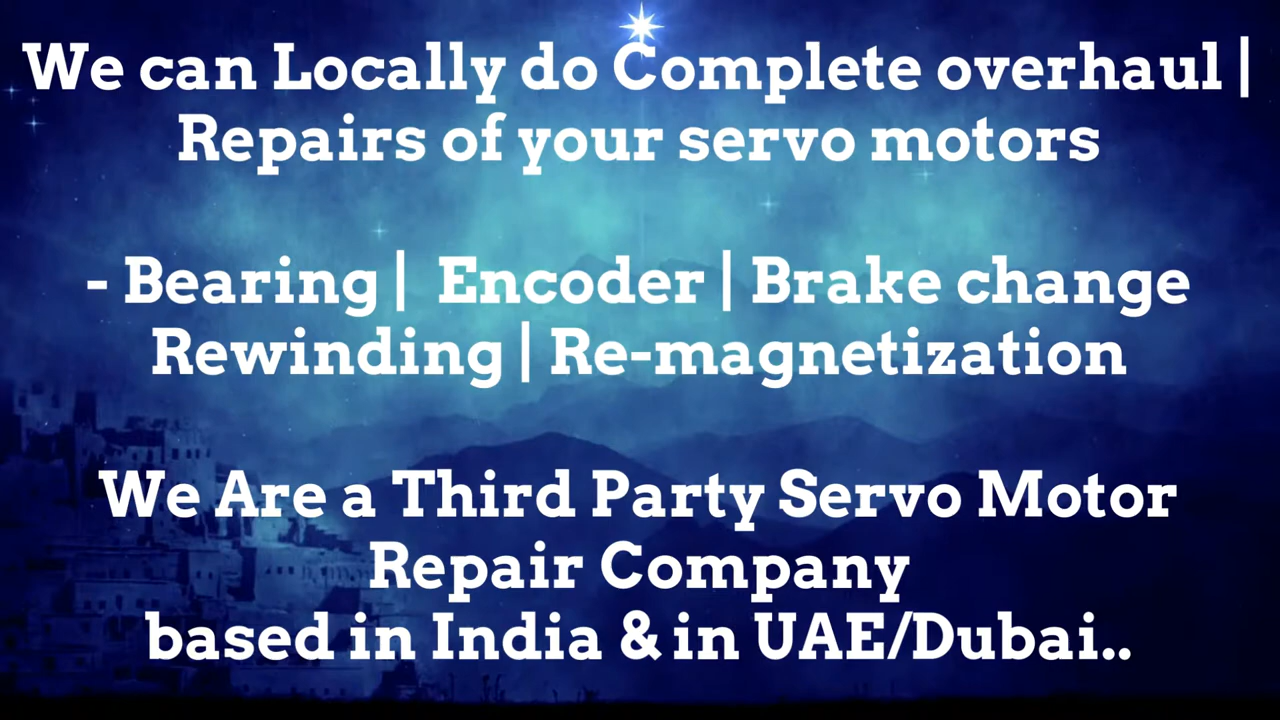 We can Locally do Complete overhaul |
Repairs of your servo motors
- Bearing | Encoder | Brake change
Rewinding | Re-magnetization
We Are a Third Party Servo Motor
Repair Company
based in India & in UAE/Dubai..